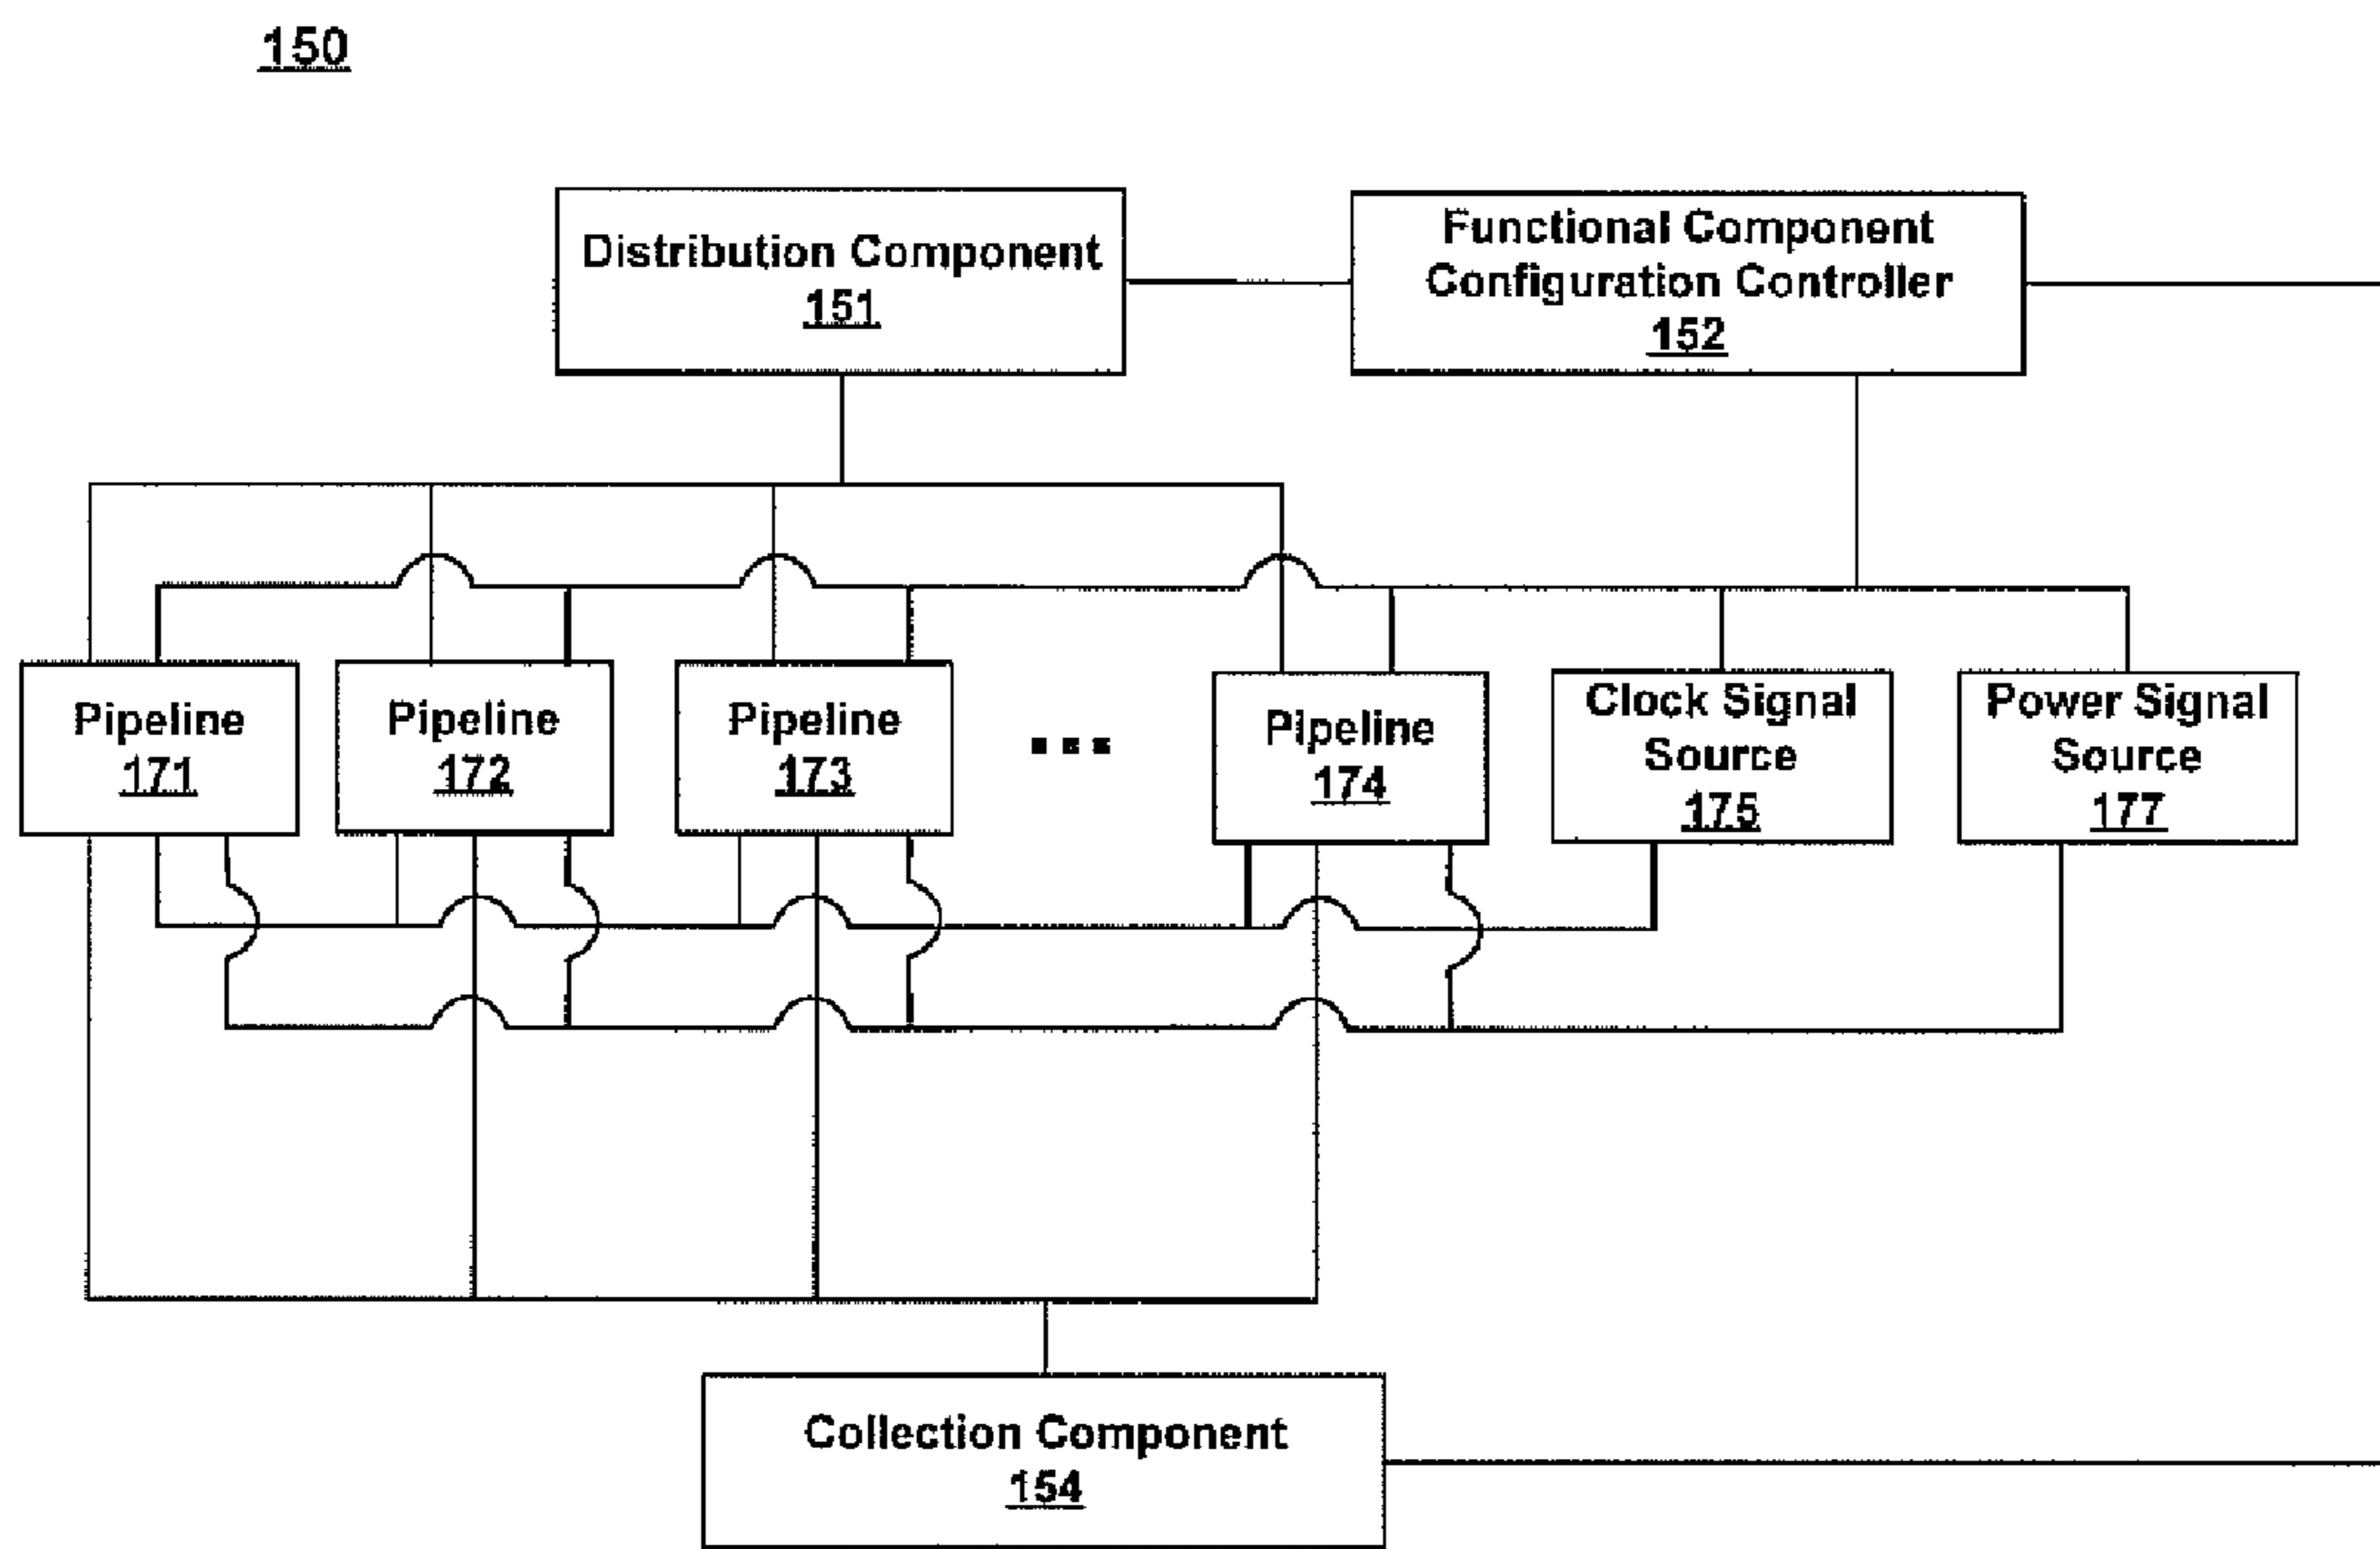 150
Distribution Component
151
Functional Component
Configuration Controller
152
Pipeline
171
Pipeline
172
Pipeline
173
...
Pipeline
174
Clock Signal
Source
175
Power Signal
Source
177
Collection Component
154